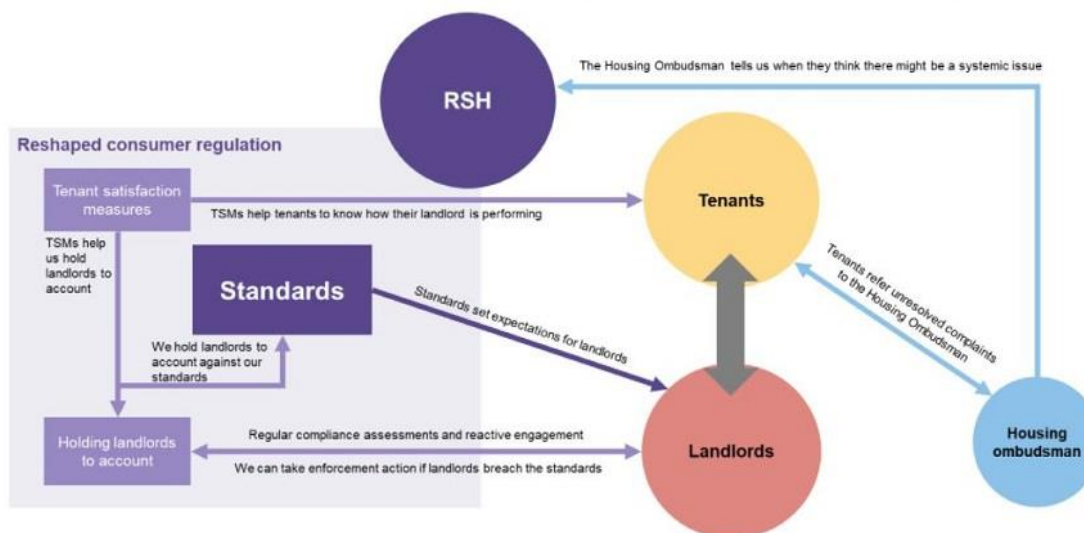 The Housing Ombudsman tells us when they think there might be a systemic issue
RSH
Reshaped consumer regulation
Tenant satisfaction
measures
TSMs help tenants to know how their landlord is performing
Tenants
TSMs help
us hold
landlords to
account
Standards
Standards set expectations for landlords
Tenants refer unresolved complaints
to the Housing Ombudsman
We hold landlords to
account against our
standards
Holding landlords
to account
Regular compliance assessments and reactive engagement
We can take enforcement action if landlords breach the standards
Landlords
Housing
ombudsman